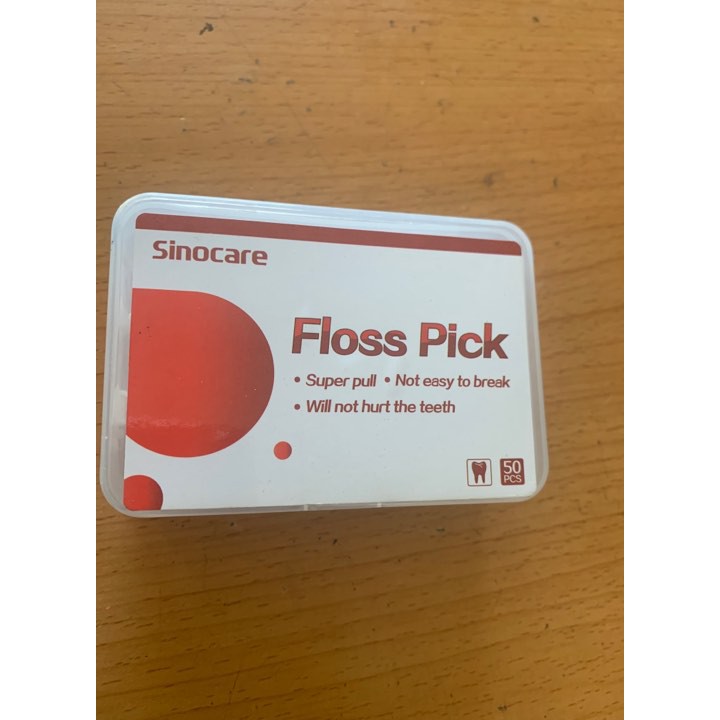 Sinocare
Floss Pick
• Super pull • Not easy to break
• Will not hurt the teeth
50
PCS